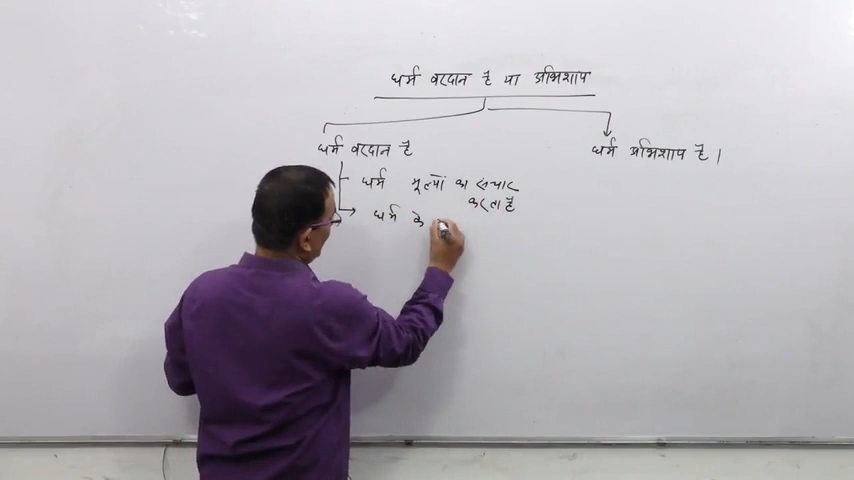 धर्म वरदान है या अभिशाप
धर्म वरदान है
धर्म अभिशाप है।
धर्म मूल्यों का संचार
करता है
धर्म के